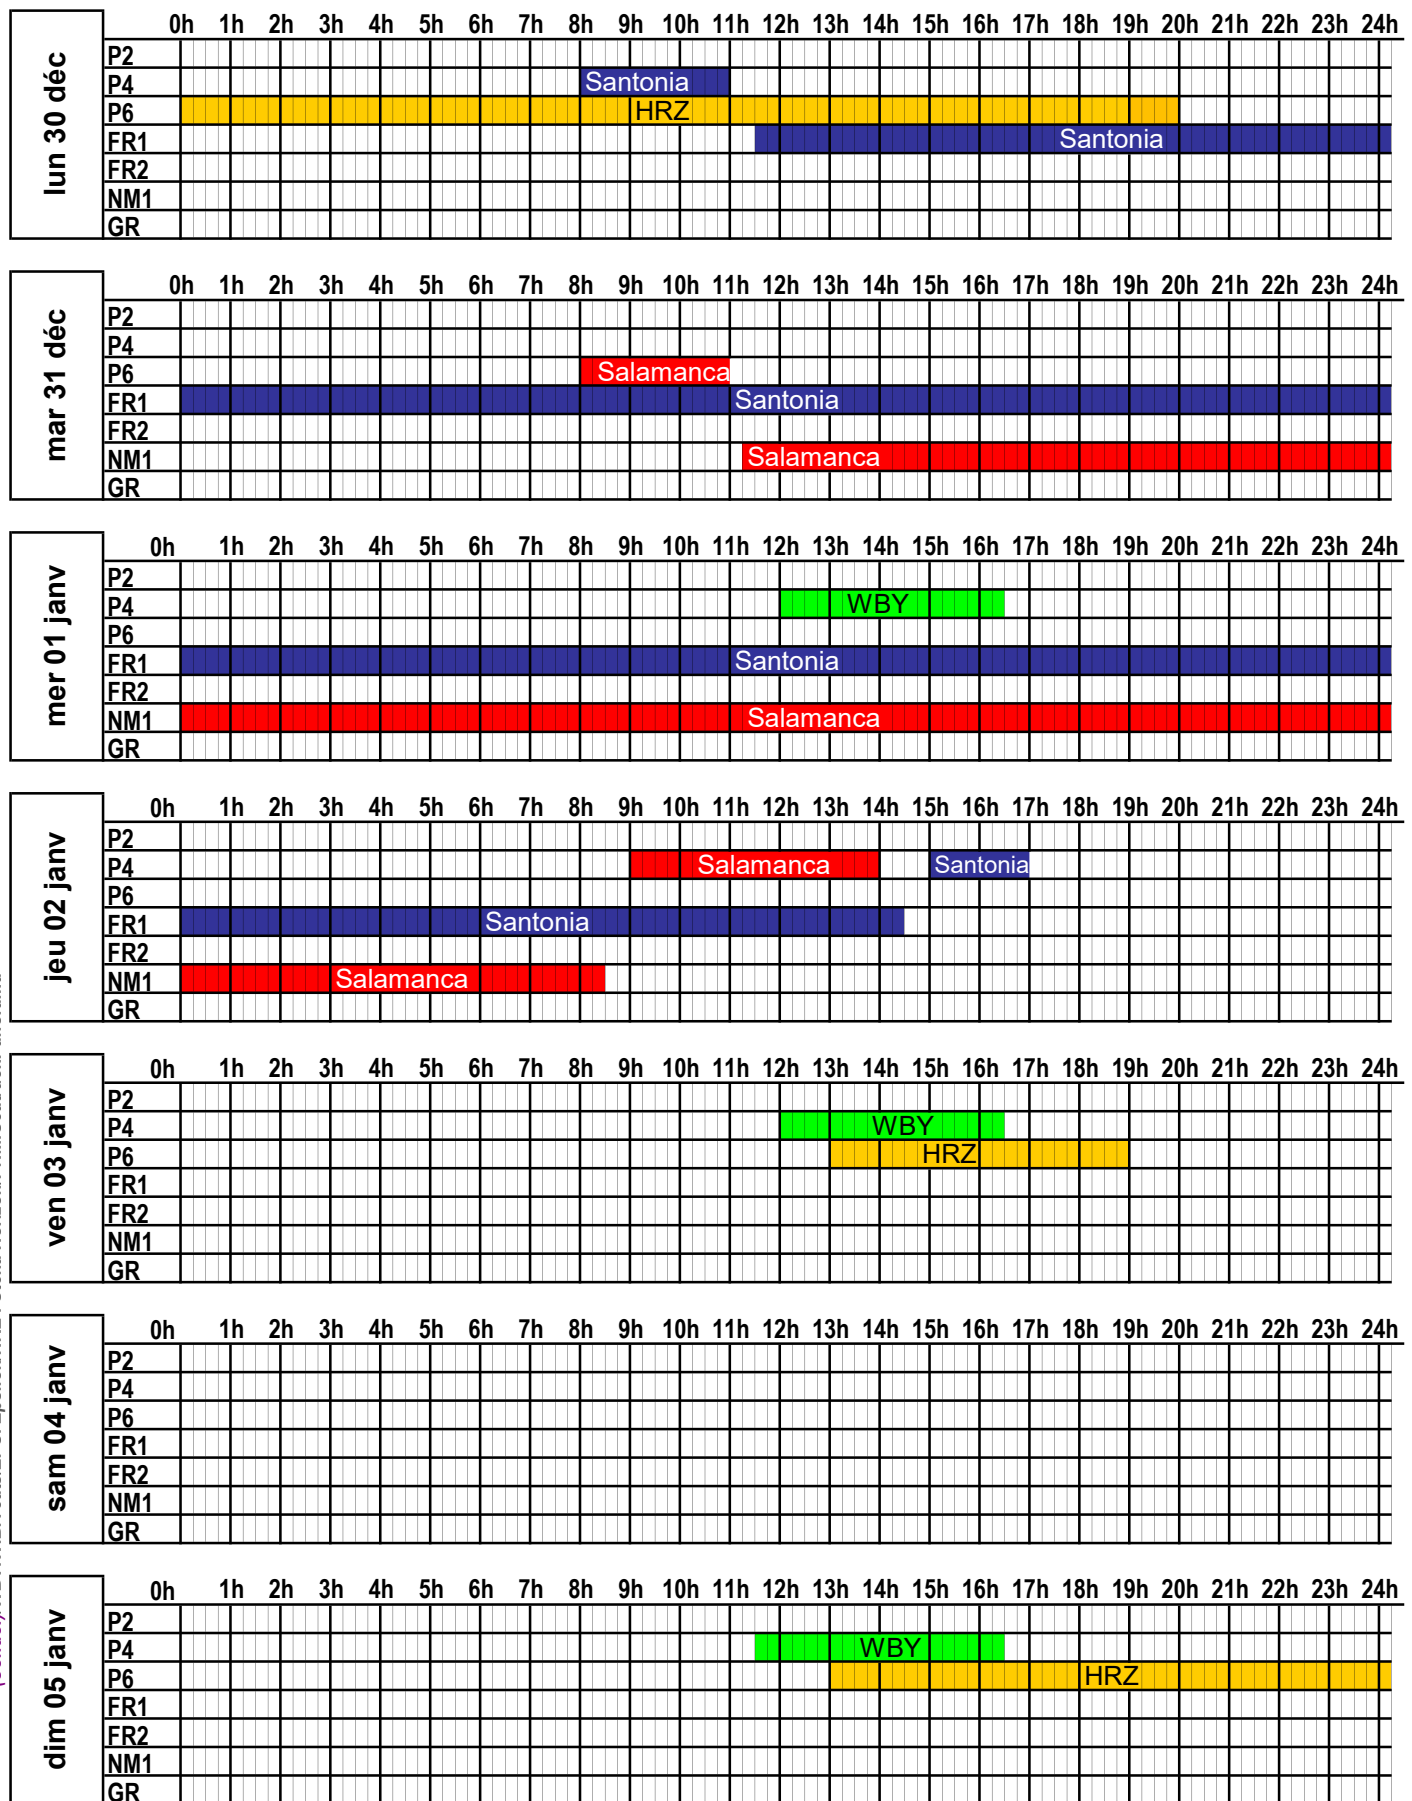 0h 1h 2h 3h 4h 5h 6h 7h 8h 9h 10h 11h 12h 13h 14h 15h 16h 17h 18h 19h 20h 21h 22h 23h 24h
lun 30 déc
P2
P4 Santonia
P6 HRZ
FR1 Santonia
FR2
NM1
GR
0h 1h 2h 3h 4h 5h 6h 7h 8h 9h 10h 11h 12h 13h 14h 15h 16h 17h 18h 19h 20h 21h 22h 23h 24h
mar 31 déc
P2
P4
P6 Salamanca
FR1 Santonia
FR2
NM1 Salamanca
GR
0h 1h 2h 3h 4h 5h 6h 7h 8h 9h 10h 11h 12h 13h 14h 15h 16h 17h 18h 19h 20h 21h 22h 23h 24h
mer 01 janv
P2
P4 WBY
P6
FR1 Santonia
FR2
NM1 Salamanca
GR
0h 1h 2h 3h 4h 5h 6h 7h 8h 9h 10h 11h 12h 13h 14h 15h 16h 17h 18h 19h 20h 21h 22h 23h 24h
jeu 02 janv
P2
P4 Salamanca Santonia
P6
FR1 Santonia
FR2
NM1 Salamanca
GR
0h 1h 2h 3h 4h 5h 6h 7h 8h 9h 10h 11h 12h 13h 14h 15h 16h 17h 18h 19h 20h 21h 22h 23h 24h
ven 03 janv
P2
P4 WBY
P6 HRZ
FR1
FR2
NM1
GR
0h 1h 2h 3h 4h 5h 6h 7h 8h 9h 10h 11h 12h 13h 14h 15h 16h 17h 18h 19h 20h 21h 22h 23h 24h
sam 04 janv
P2
P4
P6
FR1
FR2
NM1
GR
0h 1h 2h 3h 4h 5h 6h 7h 8h 9h 10h 11h 12h 13h 14h 15h 16h 17h 18h 19h 20h 21h 22h 23h 24h
dim 05 janv
P2
P4 WBY
P6 HRZ
FR1
FR2
NM1
GR